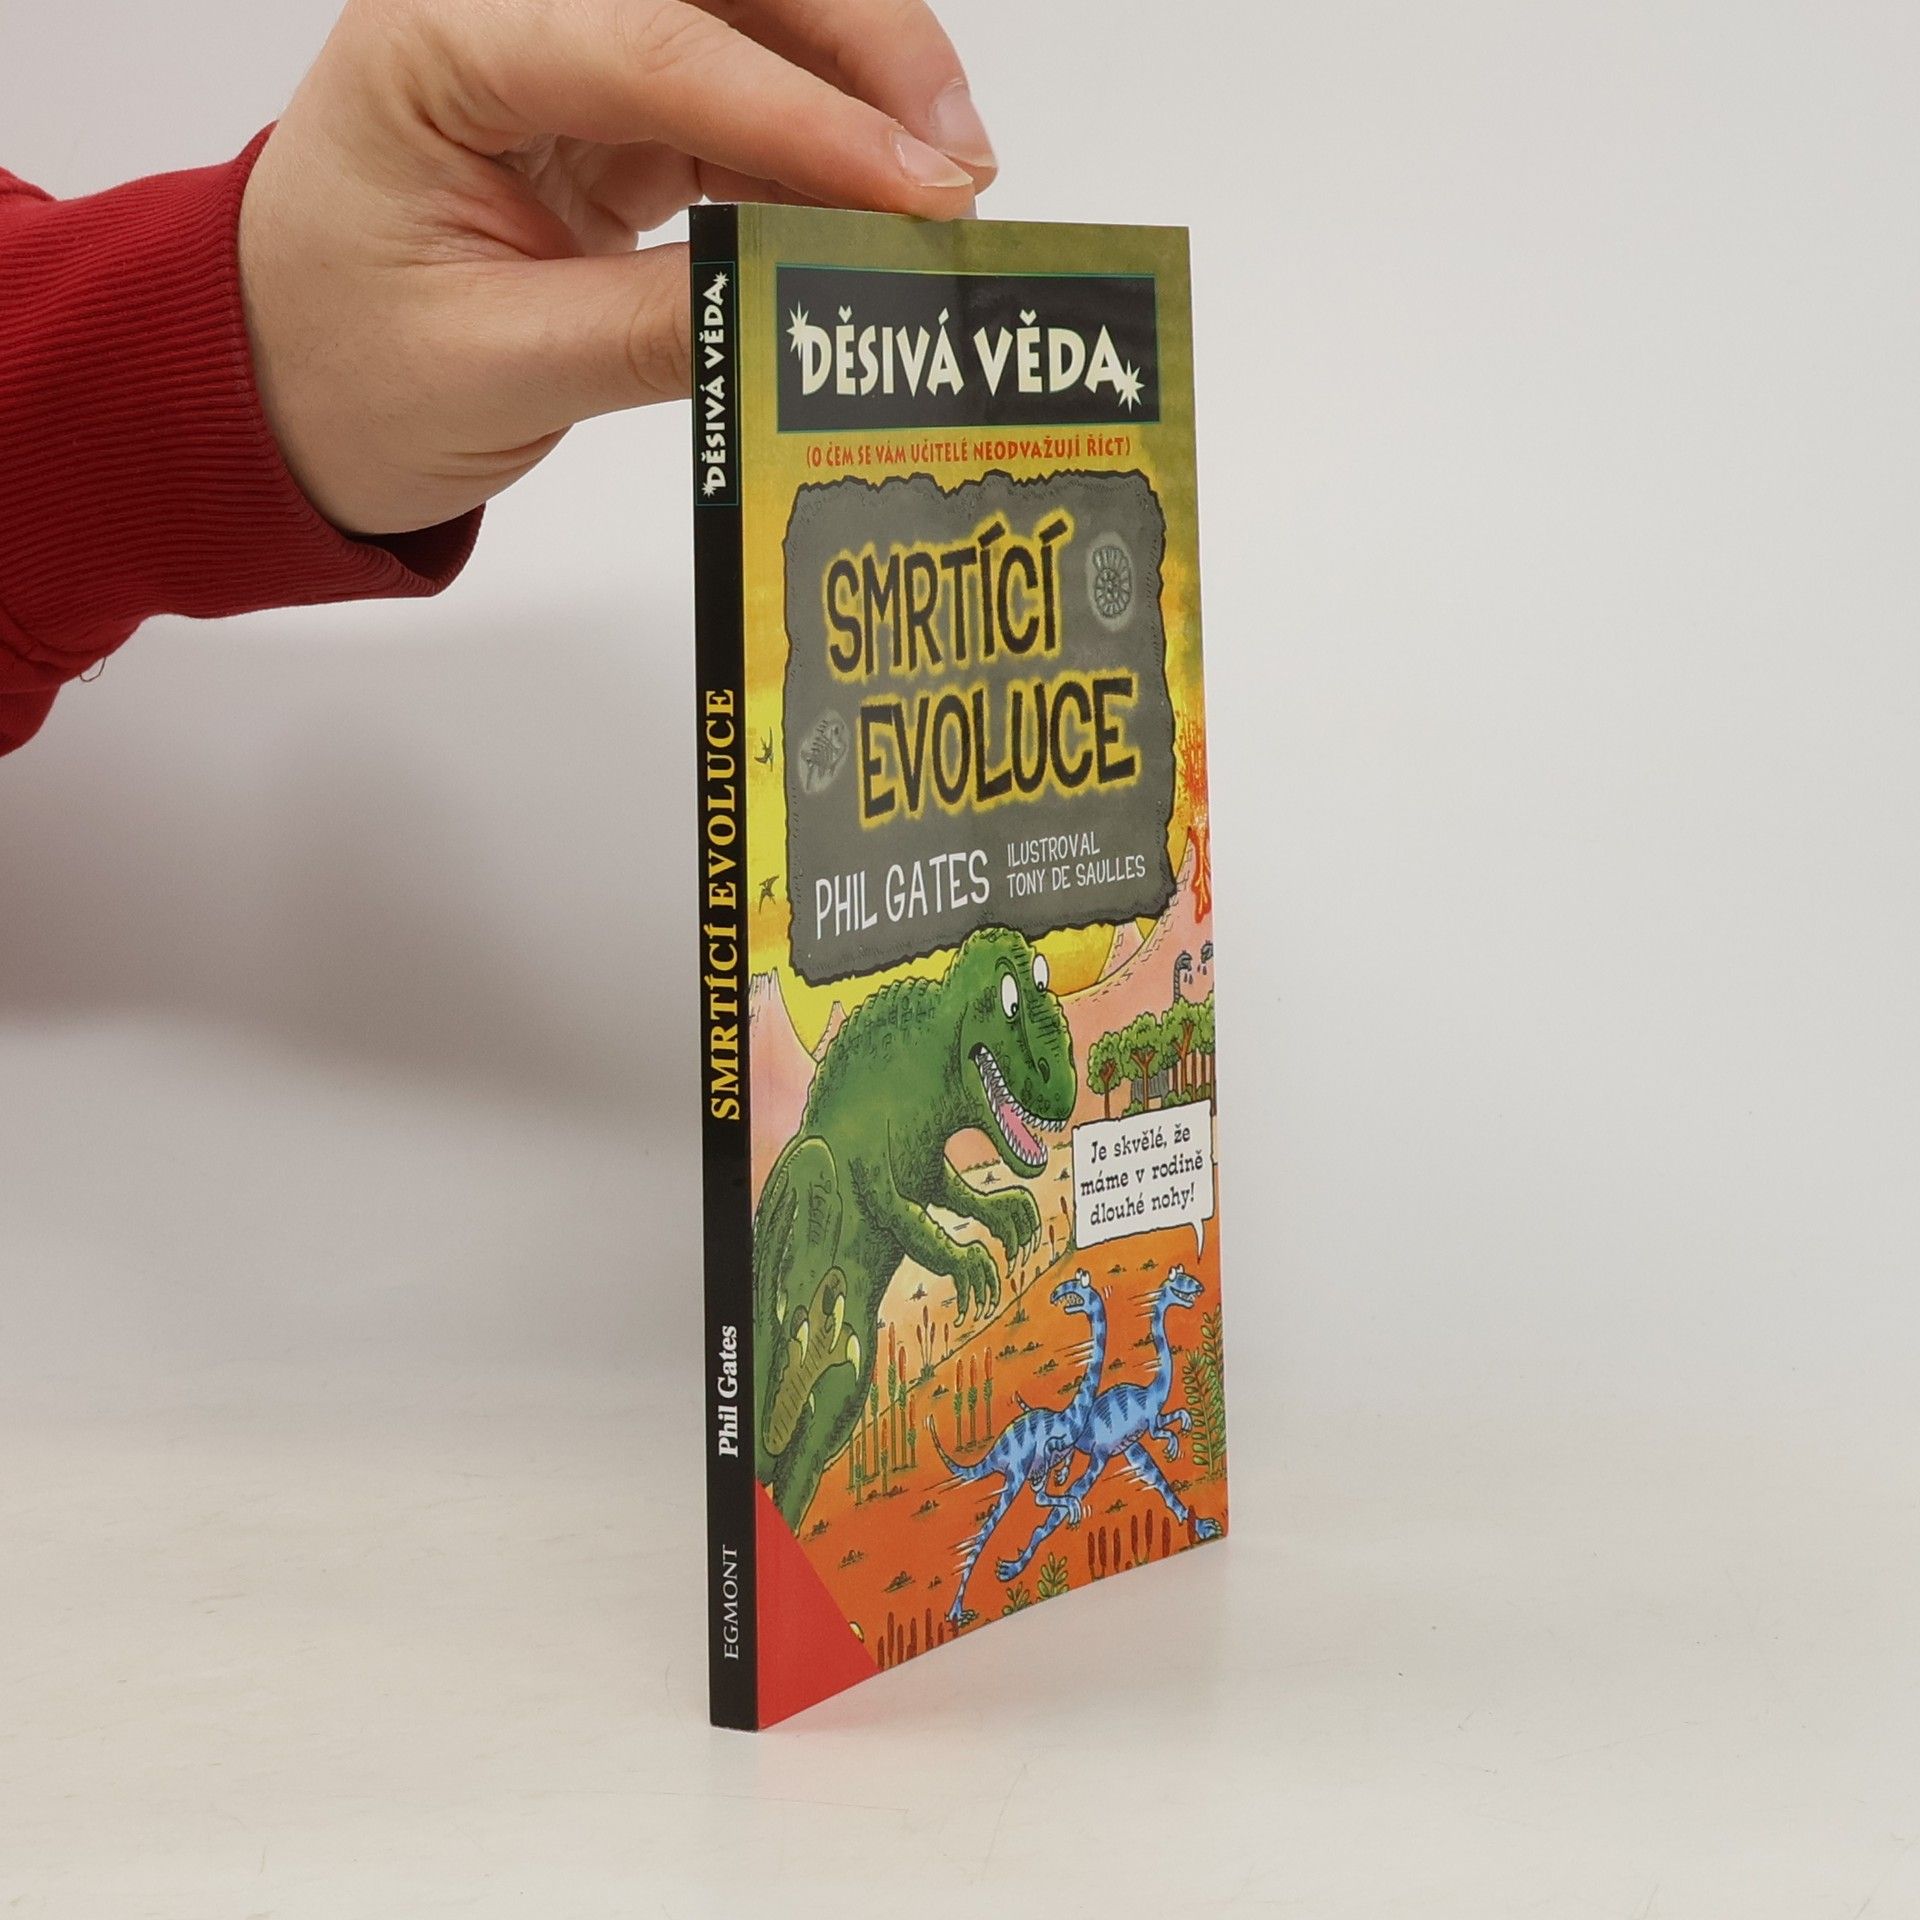 DĚSIVÁ VĚDA
SMRTÍCÍ EVOLUCE
Phil Gates
EGMONT
DĚSIVÁ VĚDA
(O ČEM SE VÁM UČITELÉ NEODVAŽUJÍ ŘÍCT)
SMRTÍCÍ
EVOLUCE
PHIL GATES
ILUSTROVAL
TONY DE SAULLES
Je skvělé, že
máme v rodině
dlouhé nohy!